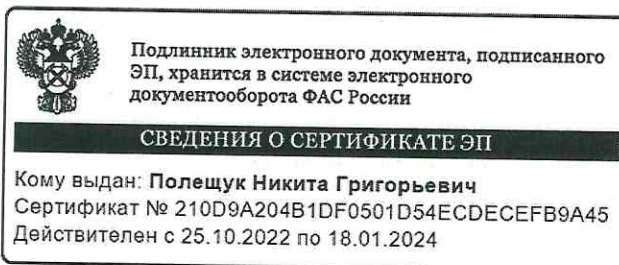 Подлинник электронного документа, подписанного
ЭП, хранится в системе электронного
документооборота ФАС России
СВЕДЕНИЯ О СЕРТИФИКАТЕ ЭП
Кому выдан: Полещук Никита Григорьевич
Сертификат № 210D9A204B1DF0501D54ECDECEFB9A45
Действителен с 25.10.2022 по 18.01.2024